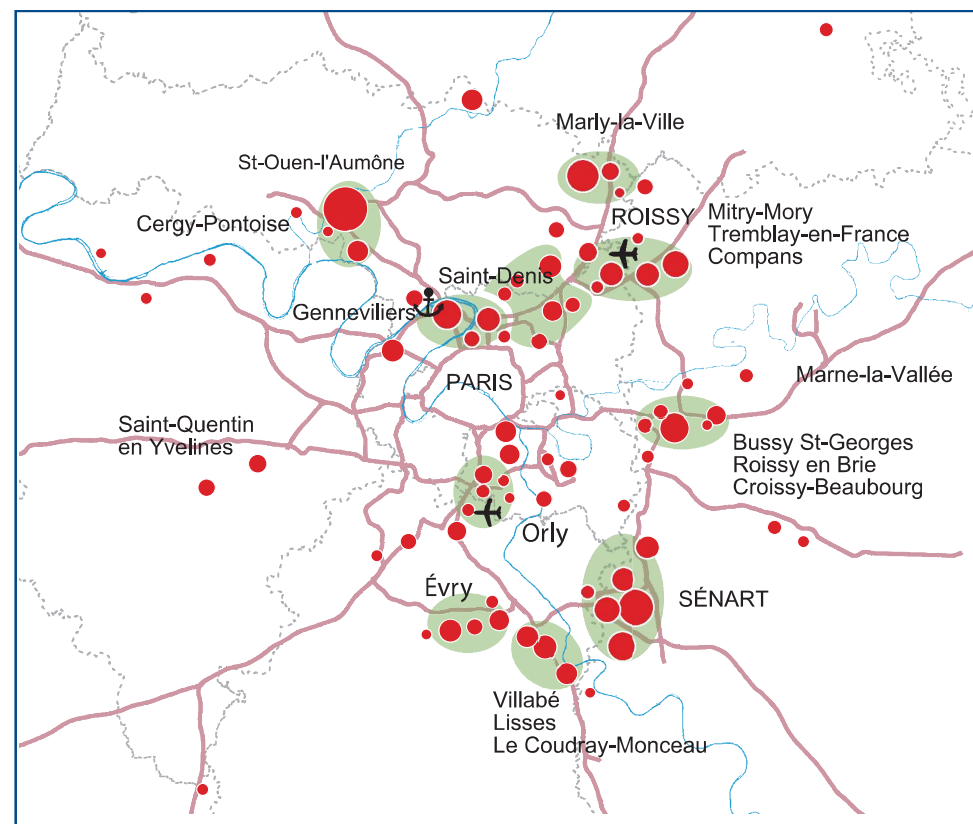 Marly-la-Ville
St-Ouen-l'Aumône
ROISSY
Mitry-Mory
Tremblay-en-France
Compans
Cergy-Pontoise
Saint-Denis
Gennevilliers
PARIS
Marne-la-Vallée
Saint-Quentin
en Yvelines
Bussy St-Georges
Roissy en Brie
Croissy-Beaubourg
Orly
Évry
SÉNART
Villabé
Lisses
Le Coudray-Monceau